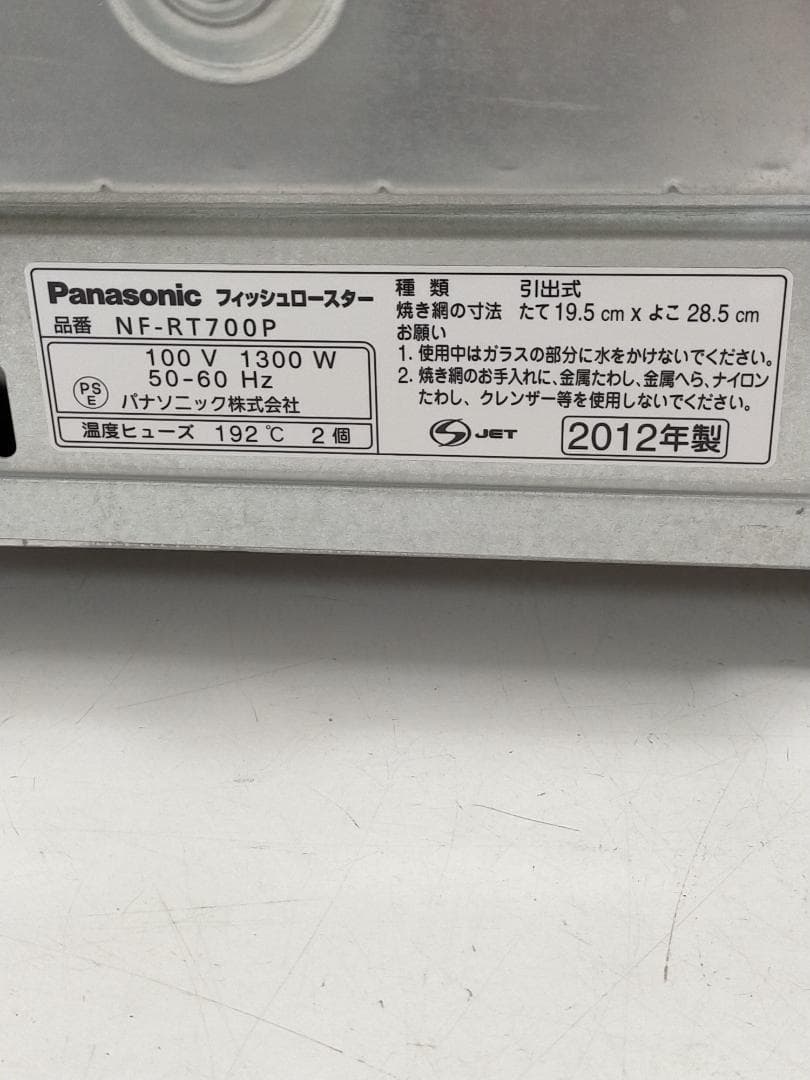 Panasonic フィッシュロースター
品番 NF-RT700P
100 V 1300 W
50-60 Hz
PS
E
パナソニック株式会社
温度ヒューズ 192℃ 2個
種類 引出式
焼き網の寸法 たて19.5 cm x よこ 28.5 cm
お願い
1. 使用中はガラスの部分に水をかけないでください。
2. 焼き網のお手入れに、金属たわし、金属へら、ナイロン
たわし、クレンザー等を使用しないでください。
S JET 2012年製